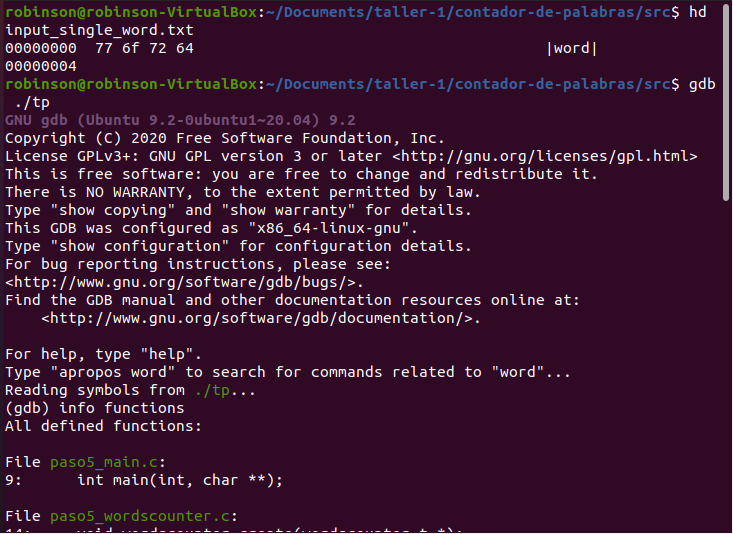 robinson@robinson-VirtualBox:~/Documents/taller-1/contador-de-palabras/src$ hd
input_single_word.txt
00000000  77 6f 72 64                                       |word|
00000004
robinson@robinson-VirtualBox:~/Documents/taller-1/contador-de-palabras/src$ gdb
 ./tp
GNU gdb (Ubuntu 9.2-0ubuntu1~20.04) 9.2
Copyright (C) 2020 Free Software Foundation, Inc.
License GPLv3+: GNU GPL version 3 or later <http://gnu.org/licenses/gpl.html>
This is free software: you are free to change and redistribute it.
There is NO WARRANTY, to the extent permitted by law.
Type "show copying" and "show warranty" for details.
This GDB was configured as "x86_64-linux-gnu".
Type "show configuration" for configuration details.
For bug reporting instructions, please see:
<http://www.gnu.org/software/gdb/bugs/>.
Find the GDB manual and other documentation resources online at:
    <http://www.gnu.org/software/gdb/documentation/>.

For help, type "help".
Type "apropos word" to search for commands related to "word"...
Reading symbols from ./tp...
(gdb) info functions
All defined functions:

File paso5_main.c:
9:      int main(int, char **);

File paso5_wordscounter.c:
14:     void wordscounter_create(wordscounter_t *);